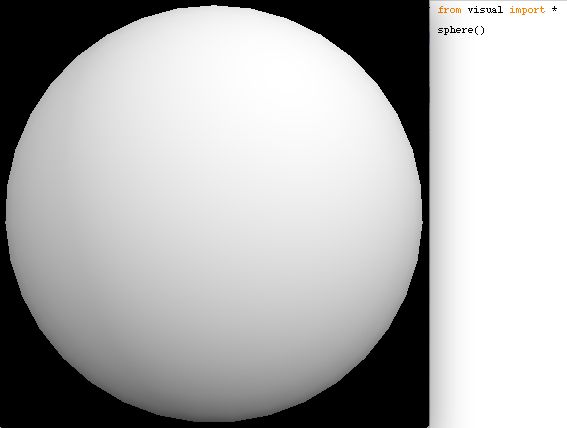 from visual import *
sphere()